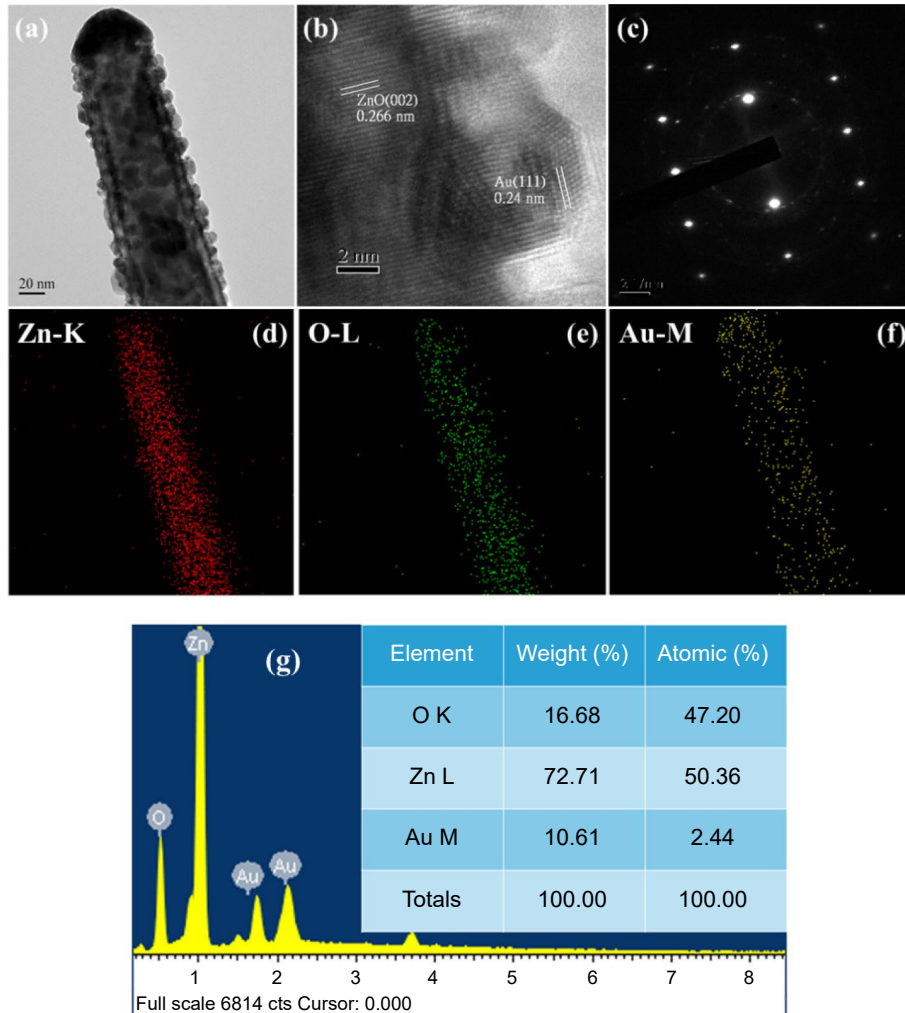 (a)
20 nm
(b)
ZnO(002)
0.266 nm
Au(111)
0.24 nm
2 nm
(c)
Zn-K (d)
O-L (e)
Au-M (f)
(g)
Zn
O
Au
Au
Element Weight (%) Atomic (%)
O K 16.68 47.20
Zn L 72.71 50.36
Au M 10.61 2.44
Totals 100.00 100.00
1 2 3 4 5 6 7 8
Full scale 6814 cts Cursor: 0.000